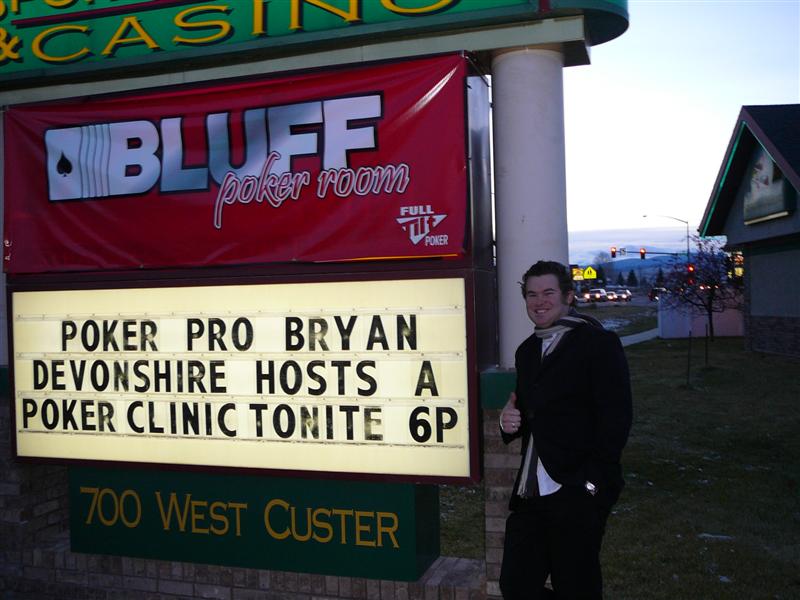 & CASINO
BLUFF
poker room
FULL
TILT
POKER
POKER PRO BRYAN
DEVONSHIRE HOSTS A
POKER CLINIC TONITE 6P
700 WEST CUSTER